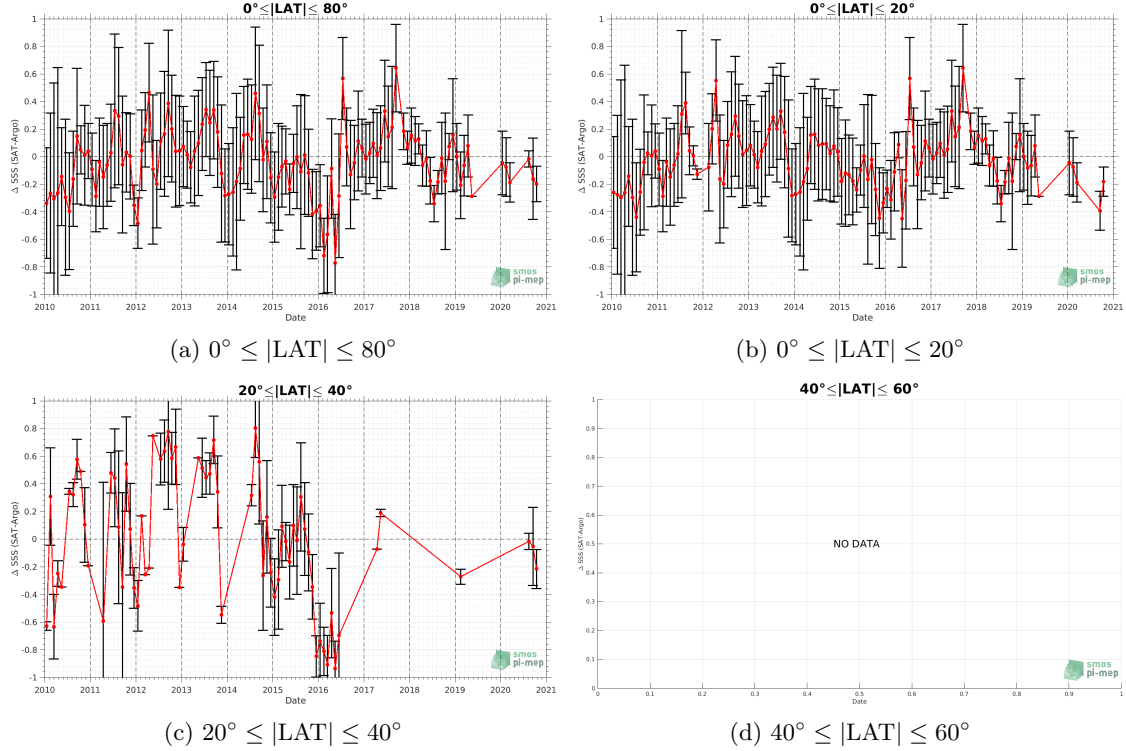 0°≤|LAT|≤ 80°
1
0.8
0.6
0.4
0.2
0
-0.2
-0.4
-0.6
-0.8
-1
Δ SSS (SAT-Argo)
2010 2011 2012 2013 2014 2015 2016 2017 2018 2019 2020 2021
Date
smos
pi-mep
(a) 0° ≤ |LAT| ≤ 80°
0°≤|LAT|≤ 20°
1
0.8
0.6
0.4
0.2
0
-0.2
-0.4
-0.6
-0.8
-1
Δ SSS (SAT-Argo)
2010 2011 2012 2013 2014 2015 2016 2017 2018 2019 2020 2021
Date
smos
pi-mep
(b) 0° ≤ |LAT| ≤ 20°
20°≤|LAT|≤ 40°
1
0.8
0.6
0.4
0.2
0
-0.2
-0.4
-0.6
-0.8
-1
Δ SSS (SAT-Argo)
2010 2011 2012 2013 2014 2015 2016 2017 2018 2019 2020 2021
Date
smos
pi-mep
(c) 20° ≤ |LAT| ≤ 40°
40°≤|LAT|≤ 60°
1
0.9
0.8
0.7
0.6
0.5
0.4
0.3
0.2
0.1
0
Δ SSS (SAT-Argo)
NO DATA
0 0.1 0.2 0.3 0.4 0.5 0.6 0.7 0.8 0.9 1
Date
smos
pi-mep
(d) 40° ≤ |LAT| ≤ 60°